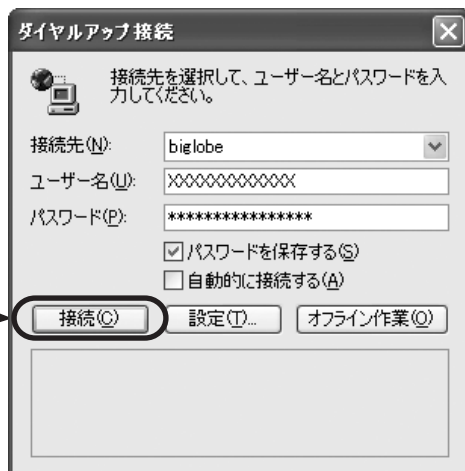 ダイヤルアップ接続
接続先を選択して、ユーザー名とパスワードを入
力してください。
接続先(N): biglobe
ユーザー名(U): XXXXXXXXXXXX
パスワード(P): ****************
パスワードを保存する(S)
自動的に接続する(A)
接続(C) 設定(T)... オフライン作業(O)